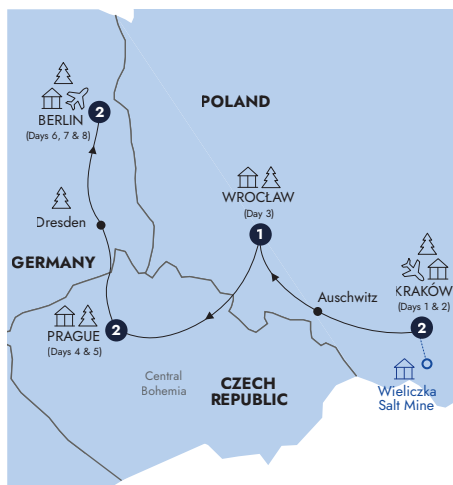 POLAND
2
BERLIN
(Days 6, 7 & 8)
WROCŁAW
(Day 3)
1
Dresden
GERMANY
KRAKÓW
(Days 1 & 2)
2
Auschwitz
2
PRAGUE
(Days 4 & 5)
Central
Bohemia
CZECH
REPUBLIC
Wieliczka
Salt Mine